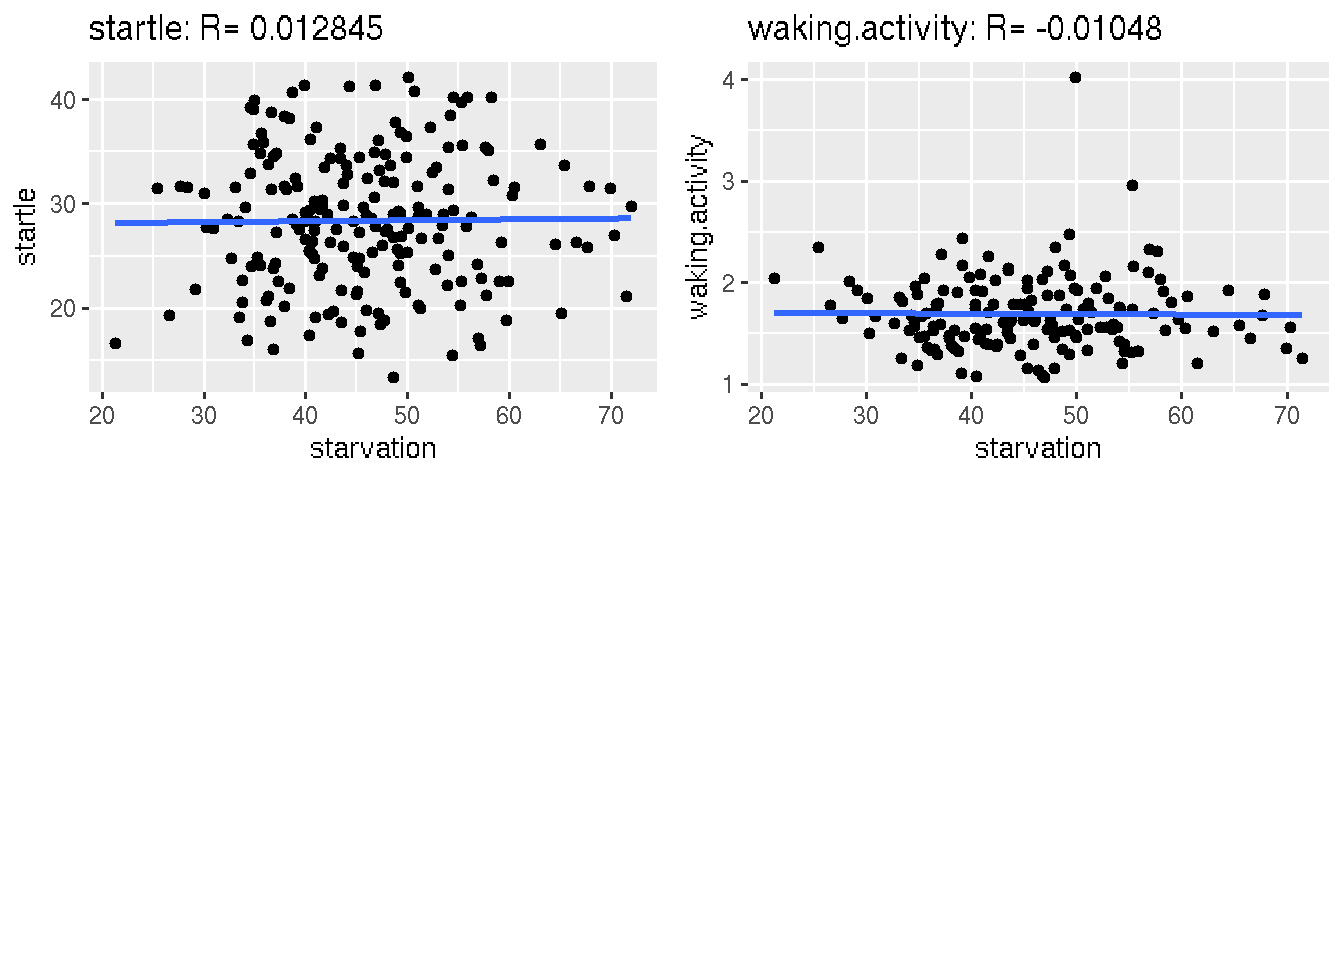 startle: R= 0.012845
startle
40
30
20
20 30 40 50 60 70
starvation
waking.activity: R= -0.01048
waking.activity
4
3
2
1
20 30 40 50 60 70
starvation